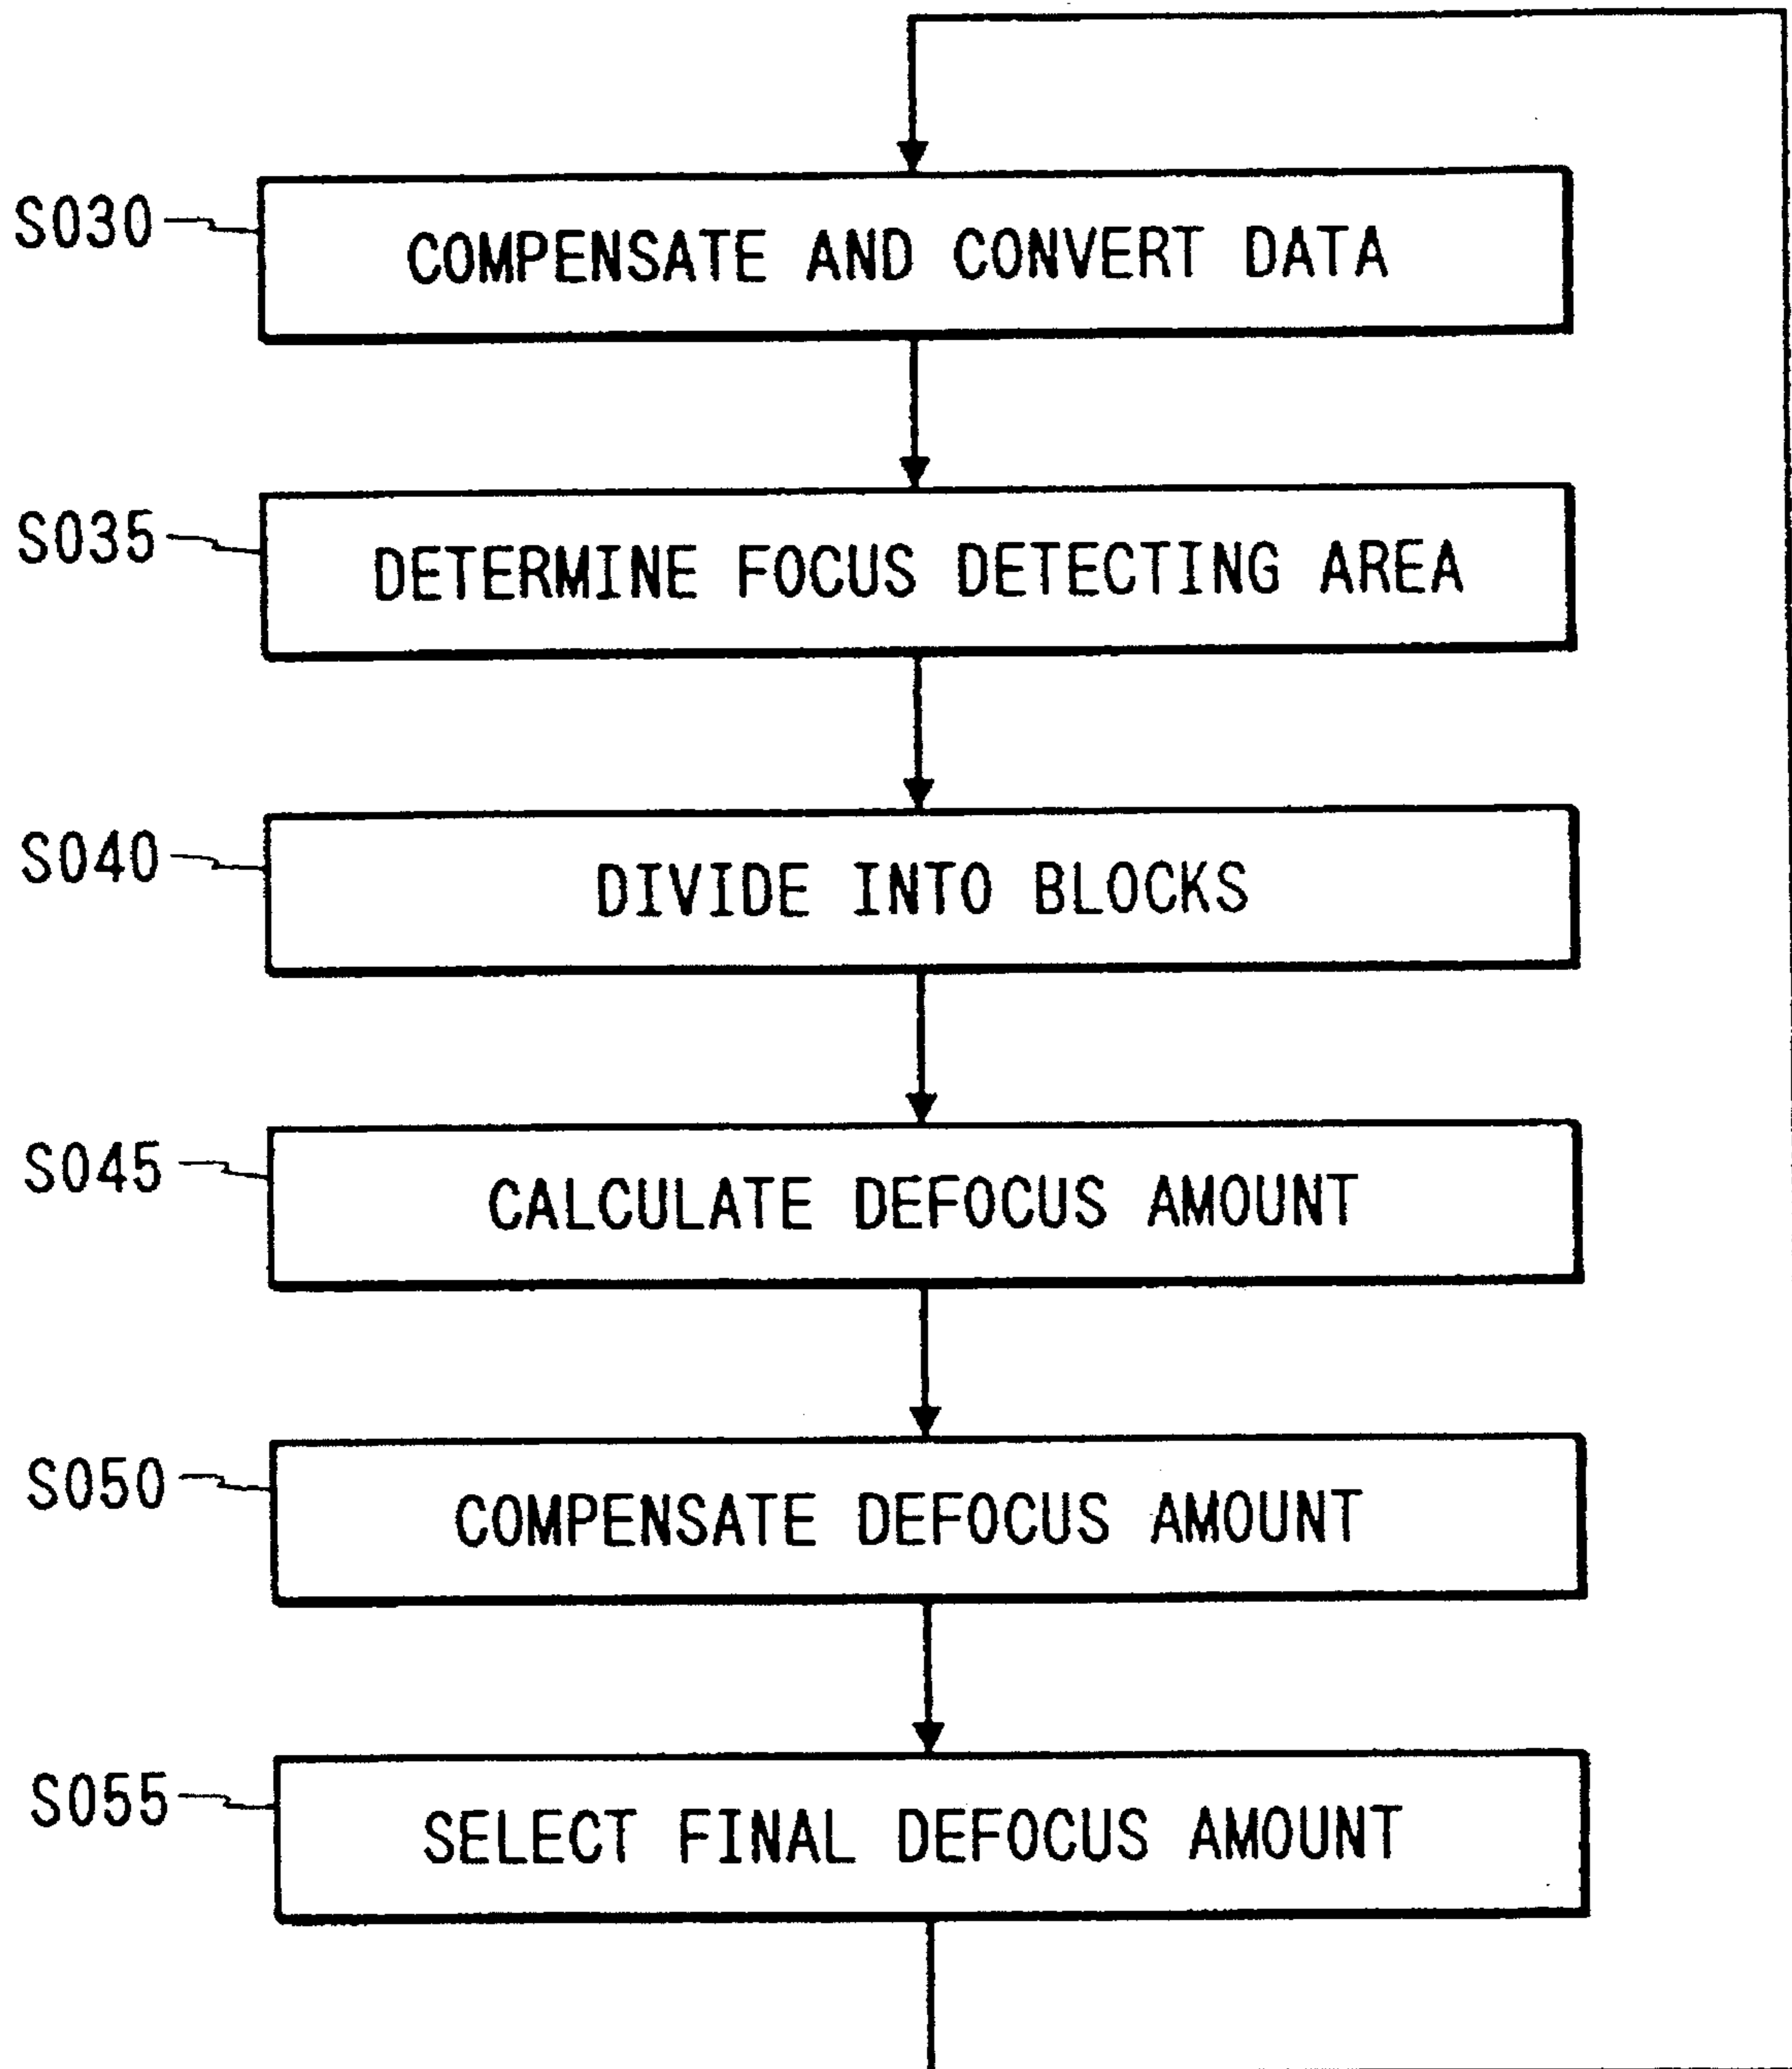 S030
COMPENSATE AND CONVERT DATA
S035
DETERMINE FOCUS DETECTING AREA
S040
DIVIDE INTO BLOCKS
S045
CALCULATE DEFOCUS AMOUNT
S050
COMPENSATE DEFOCUS AMOUNT
S055
SELECT FINAL DEFOCUS AMOUNT